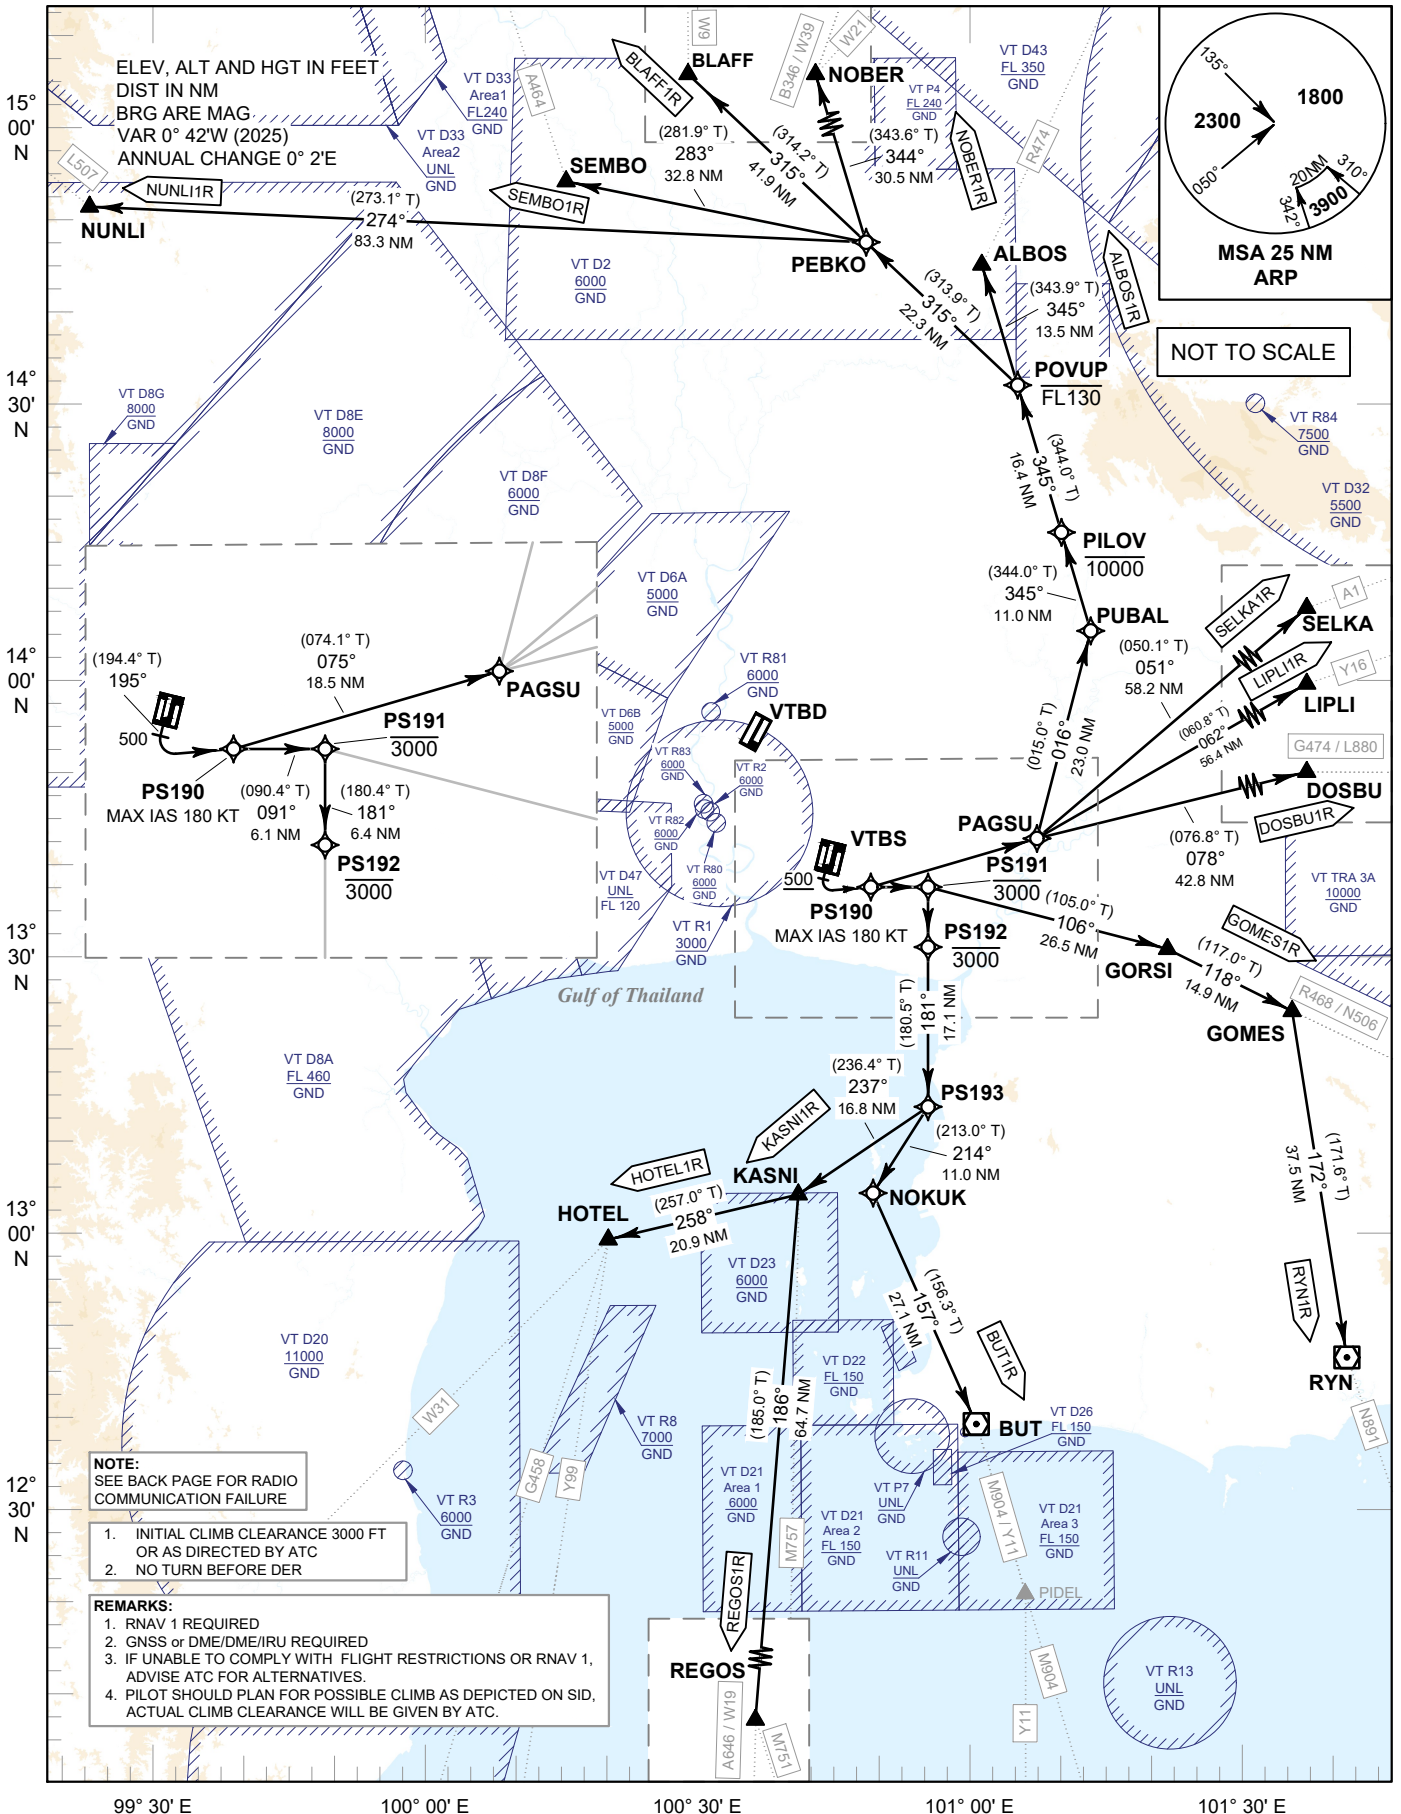 ELEV, ALT AND HGT IN FEET
DIST IN NM
BRG ARE MAG
VAR 0° 42'W (2025)
ANNUAL CHANGE 0° 2'E
15°
00'
N
14°
30'
N
14°
00'
N
13°
30'
N
13°
00'
N
12°
30'
N
L507
NUNLI1R
NUNLI
(273.1° T)
274°
83.3 NM
VT D33
Area1
FL240
GND
VT D33
Area2
UNL
GND
A464
SEMBO
SEMBO1R
(281.9° T)
283°
32.8 NM
BLAFF1R
BLAFF
W9
(314.2° T)
315°
41.9 NM
B346 / W39
W21
NOBER
NOBER1R
(343.6° T)
344°
30.5 NM
VT P4
FL 240
GND
VT D43
FL 350
GND
R474
135°
050°
2300
1800
20NM
310°
342°
3900
MSA 25 NM
ARP
NOT TO SCALE
PEBKO
(313.9° T)
315°
22.3 NM
ALBOS
ALBOS1R
(343.9° T)
345°
13.5 NM
VT D2
6000
GND
POVUP
FL130
(344.0° T)
345°
16.4 NM
VT R84
7500
GND
VT D32
5500
GND
VT D8G
8000
GND
VT D8E
8000
GND
VT D8F
6000
GND
PILOV
10000
(344.0° T)
345°
11.0 NM
PUBAL
VT D6A
5000
GND
(194.4° T)
195°
500
(074.1° T)
075°
18.5 NM
PAGSU
PS190
MAX IAS 180 KT
PS191
3000
(090.4° T)
091°
6.1 NM
(180.4° T)
181°
6.4 NM
PS192
3000
VT D6B
5000
GND
VT R81
6000
GND
VTBD
VT R83
6000
GND
VT R2
6000
GND
VT R82
6000
GND
VT R80
6000
GND
VT D47
UNL
FL 120
VT R1
3000
GND
SELKA1R
SELKA
A1
(050.1° T)
051°
58.2 NM
LIPLI1R
LIPLI
Y16
(060.8° T)
062°
56.4 NM
G474 / L880
DOSBU
DOSBU1R
(076.8° T)
078°
42.8 NM
(015.0° T)
016°
23.0 NM
PAGSU
VTBS
500
PS190
MAX IAS 180 KT
PS191
3000
PS192
3000
(105.0° T)
106°
26.5 NM
GORSI
GOMES1R
(117.0° T)
118°
14.9 NM
GOMES
VT TRA 3A
10000
GND
R468 / N506
Gulf of Thailand
(180.5° T)
181°
17.1 NM
PS193
(236.4° T)
237°
16.8 NM
KASNI1R
KASNI
(213.0° T)
214°
11.0 NM
NOKUK
HOTEL1R
HOTEL
(257.0° T)
258°
20.9 NM
(171.6° T)
172°
37.5 NM
RYN1R
RYN
N891
VT D8A
FL 460
GND
VT D23
6000
GND
(156.3° T)
157°
27.1 NM
BUT1R
BUT
VT D20
11000
GND
VT D22
FL 150
GND
(185.0° T)
186°
64.7 NM
W31
G458
Y99
VT R8
7000
GND
VT R3
6000
GND
VT D26
FL 150
GND
VT P7
UNL
GND
VT D21
Area 1
6000
GND
VT D21
Area 2
FL 150
GND
VT D21
Area 3
FL 150
GND
VT R11
UNL
GND
M757
M904 / Y11
PIDEL
M904
Y11
REGOS1R
REGOS
A646 / W19
M751
VT R13
UNL
GND
NOTE:
SEE BACK PAGE FOR RADIO
COMMUNICATION FAILURE
1. INITIAL CLIMB CLEARANCE 3000 FT
OR AS DIRECTED BY ATC
2. NO TURN BEFORE DER
REMARKS:
1. RNAV 1 REQUIRED
2. GNSS or DME/DME/IRU REQUIRED
3. IF UNABLE TO COMPLY WITH FLIGHT RESTRICTIONS OR RNAV 1,
ADVISE ATC FOR ALTERNATIVES.
4. PILOT SHOULD PLAN FOR POSSIBLE CLIMB AS DEPICTED ON SID,
ACTUAL CLIMB CLEARANCE WILL BE GIVEN BY ATC.
99° 30' E
100° 00' E
100° 30' E
101° 00' E
101° 30' E